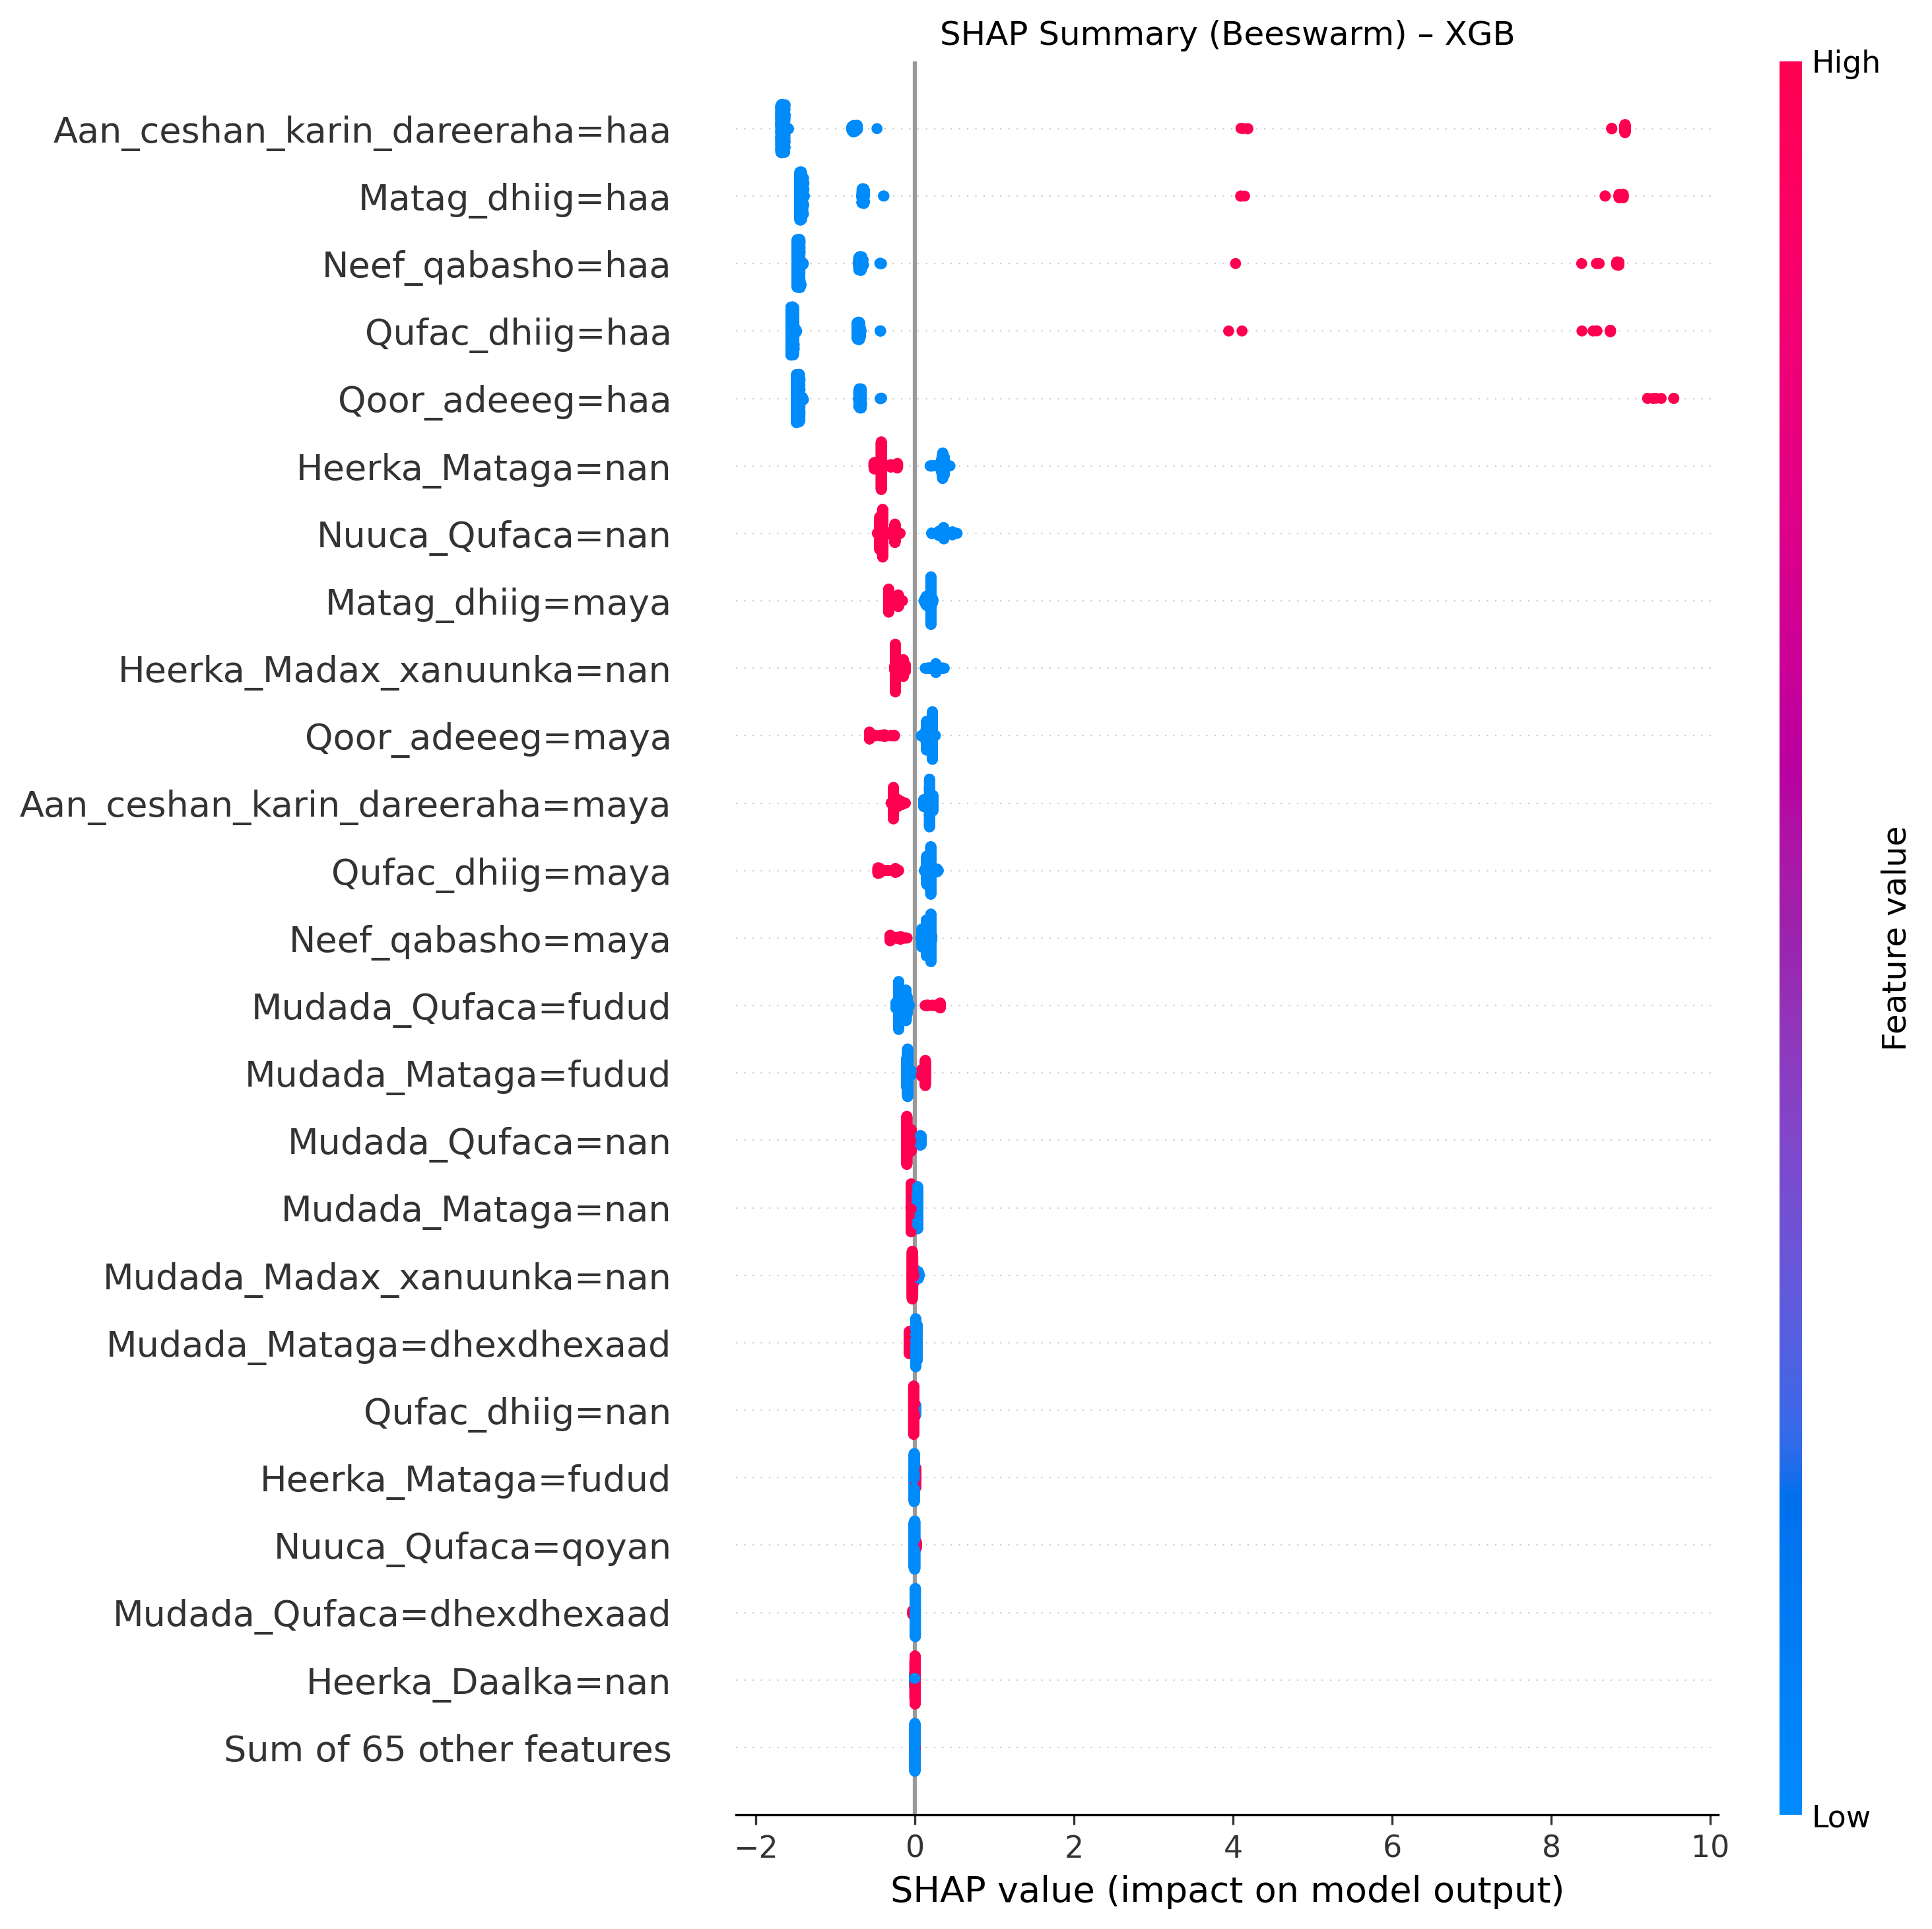 SHAP Summary (Beeswarm) – XGB
High
Aan_ceshan_karin_dareeraha=haa
Matag_dhiig=haa
Neef_qabasho=haa
Qufac_dhiig=haa
Qoor_adeeeg=haa
Heerka_Mataga=nan
Nuuca_Qufaca=nan
Matag_dhiig=maya
Heerka_Madax_xanuunka=nan
Qoor_adeeeg=maya
Aan_ceshan_karin_dareeraha=maya
Qufac_dhiig=maya
Neef_qabasho=maya
Mudada_Qufaca=fudud
Mudada_Mataga=fudud
Mudada_Qufaca=nan
Mudada_Mataga=nan
Mudada_Madax_xanuunka=nan
Mudada_Mataga=dhexdhexaad
Qufac_dhiig=nan
Heerka_Mataga=fudud
Nuuca_Qufaca=qoyan
Mudada_Qufaca=dhexdhexaad
Heerka_Daalka=nan
Sum of 65 other features
Feature value
Low
−2 0 2 4 6 8 10
SHAP value (impact on model output)